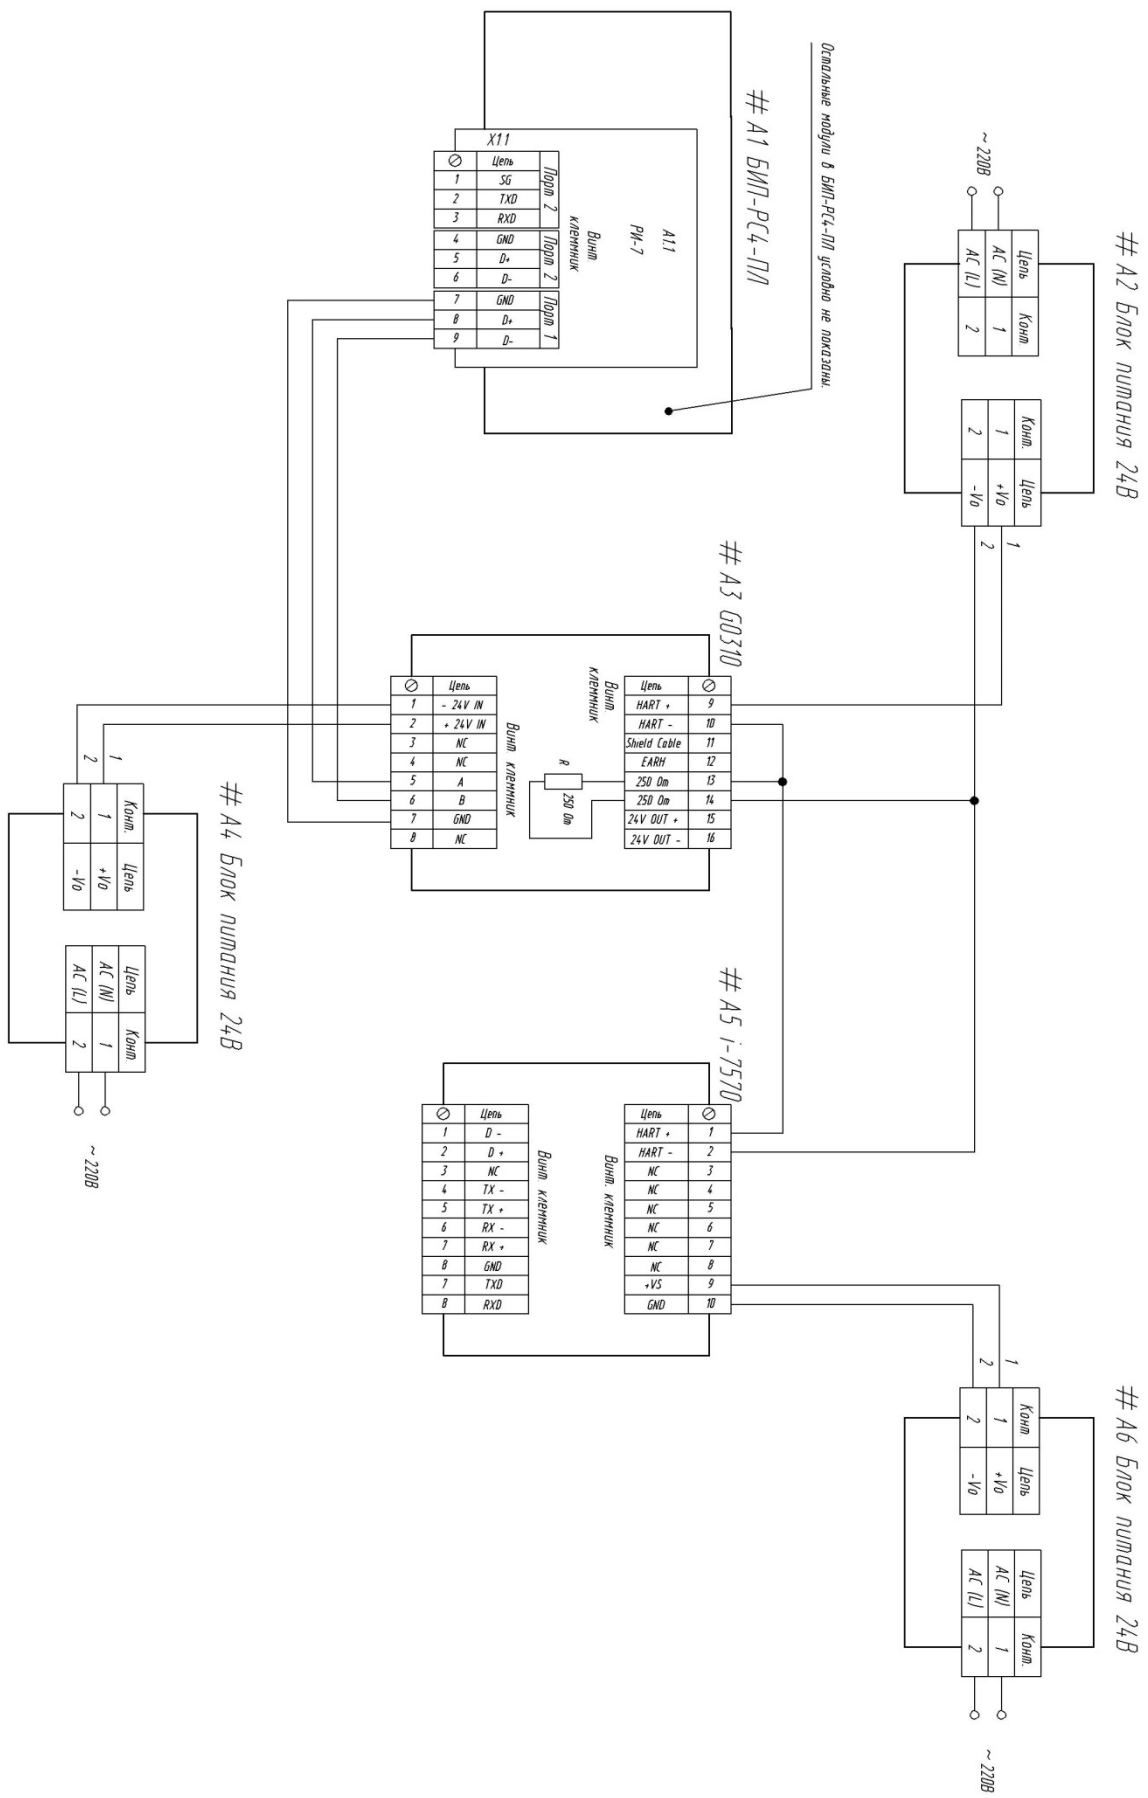 Остальные модули в БИП-РС4-ПЛ условно не показаны.
## А1 БИП-РС4-ПЛ
А1.1
РИ-7
Винт
клеммник
Х11
Цепь
1 SG
2 TXD
3 RXD
Порт 2
4 GND
5 D+
6 D-
Порт 2
7 GND
8 D+
9 D-
Порт 1
## А2 Блок питания 24В
~ 220В
Цепь Конт
AC (N) 1
AC (L) 2
Конт. Цепь
1 +Vo
2 -Vo
1
2
## А3 G0310
Винт
клеммник
Цепь
HART + 9
HART - 10
Shield Cable 11
EARH 12
250 Om 13
250 Om 14
24V OUT + 15
24V OUT - 16
R
250 Om
Винт клеммник
Цепь
1 - 24V IN
2 + 24V IN
3 NC
4 NC
5 A
6 B
7 GND
8 NC
## А4 Блок питания 24В
1
2
Конт. Цепь
1 +Vo
2 -Vo
Цепь Конт
AC (N) 1
AC (L) 2
~ 220В
## А5 i-7570
Винт. клеммник
Цепь
HART + 1
HART - 2
NC 3
NC 4
NC 5
NC 6
NC 7
NC 8
+VS 9
GND 10
Винт клеммник
Цепь
1 D -
2 D +
3 NC
4 TX -
5 TX +
6 RX -
7 RX +
8 GND
7 TXD
8 RXD
## А6 Блок питания 24В
1
2
Конт Цепь
1 +Vo
2 -Vo
Цепь Конт.
AC (N) 1
AC (L) 2
~ 220В